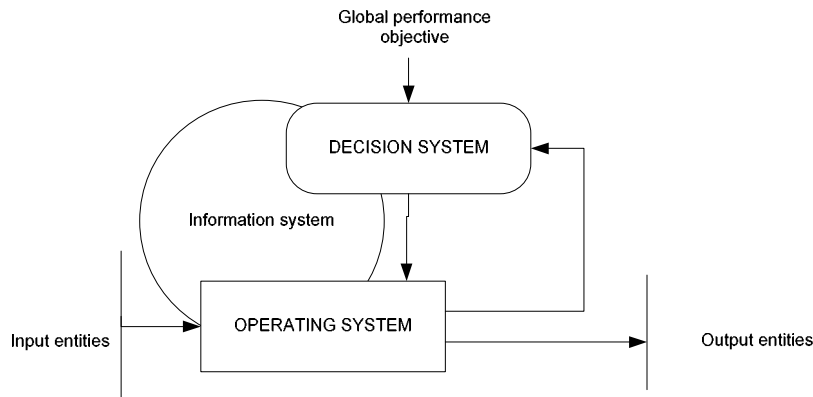 Global performance
objective
DECISION SYSTEM
Information system
OPERATING SYSTEM
Input entities
Output entities